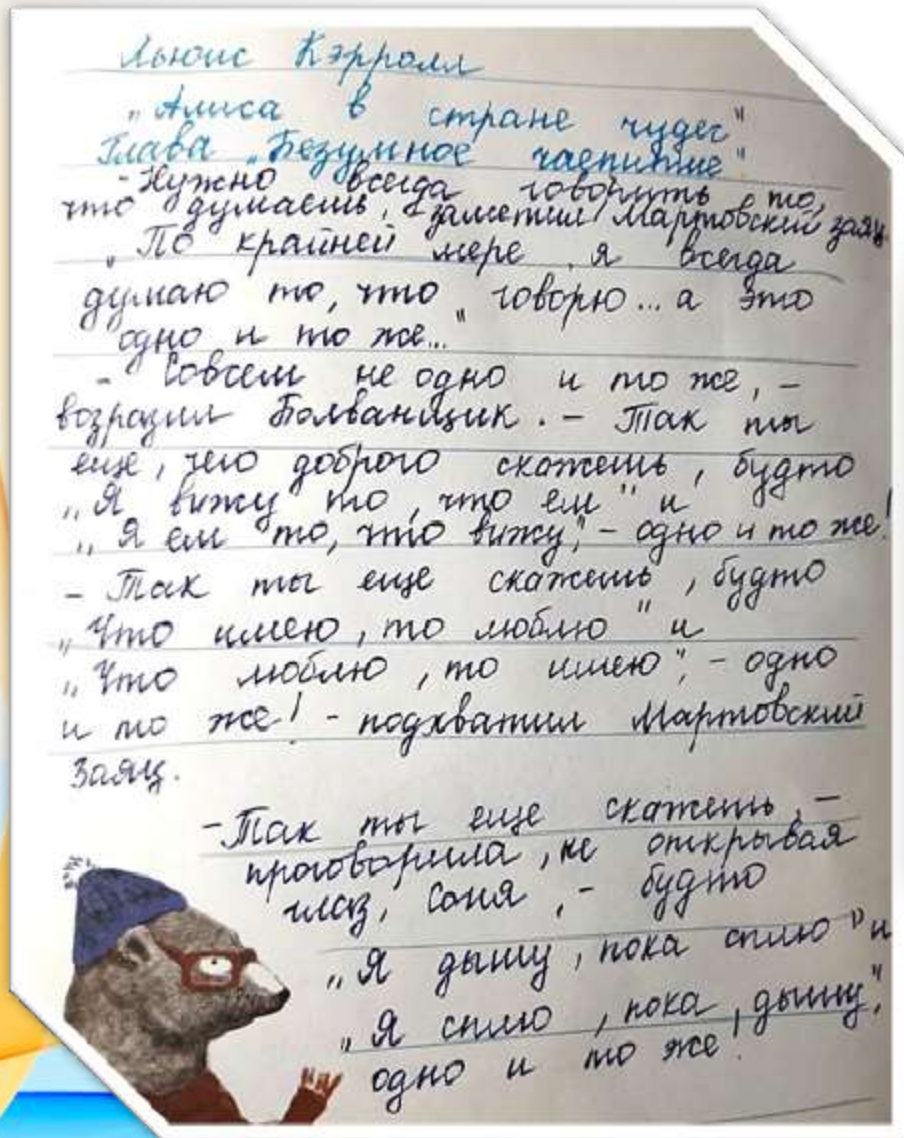 Льюис Кэрролл
„Алиса в стране чудес"
Глава „Безумное чаепитие"
- Нужно всегда говорить то,
что думаешь, - заметил Мартовский заяц.
„По крайней мере я всегда
думаю то, что говорю... а это
одно и то же..."
- Совсем не одно и то же, -
возразил Болванщик. - Так ты
еще, чего доброго скажешь, будто
„Я вижу то, что ем" и
„Я ем то, что вижу", - одно и то же!
- Так ты еще скажешь, будто
„Что имею, то люблю" и
„Что люблю, то имею", - одно
и то же! - подхватил Мартовский
Заяц.
- Так ты еще скажешь, -
проговорила, не открывая
глаз, Соня, - будто
„Я дышу, пока сплю" и
„Я сплю, пока дышу",
одно и то же!